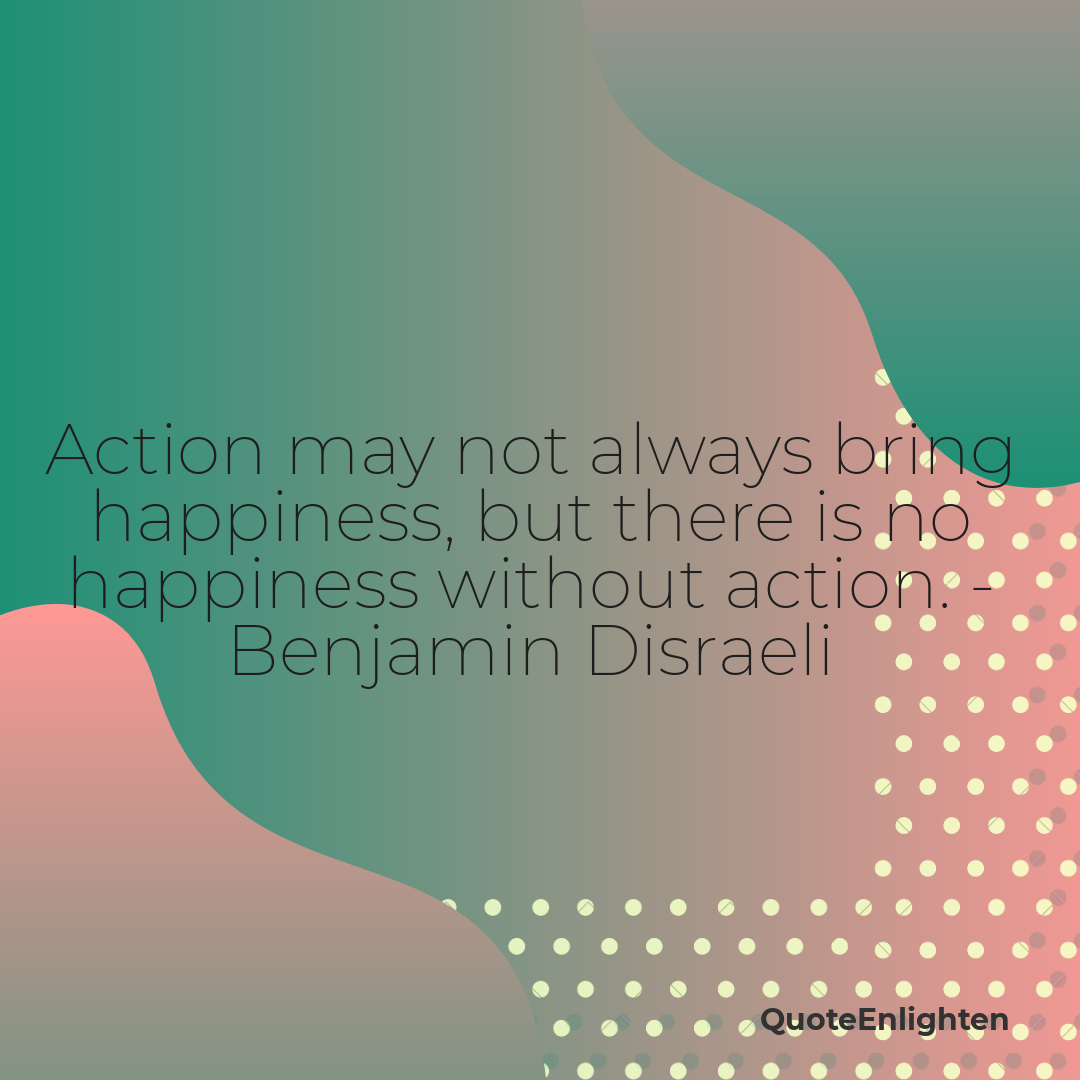 Action may not always bring
happiness, but there is no
happiness without action. -
Benjamin Disraeli
QuoteEnlighten